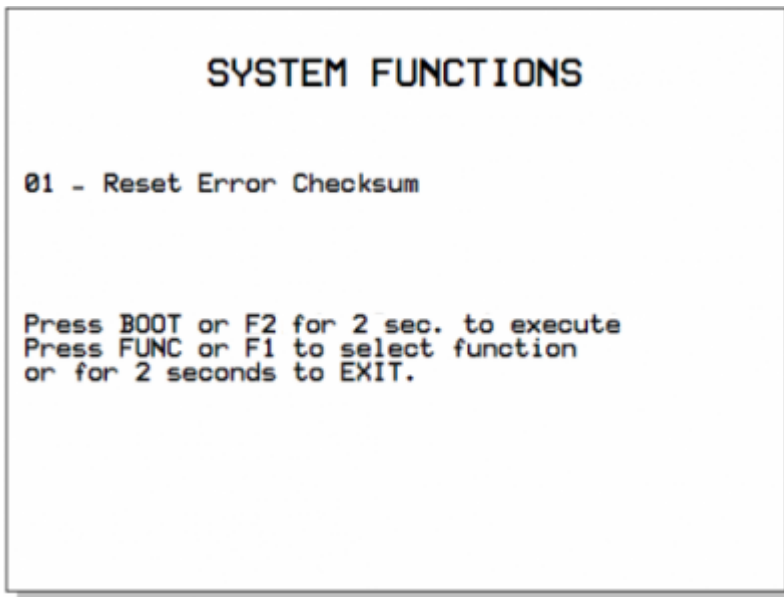 SYSTEM FUNCTIONS
01 - Reset Error Checksum
Press BOOT or F2 for 2 sec. to execute
Press FUNC or F1 to select function
or for 2 seconds to EXIT.